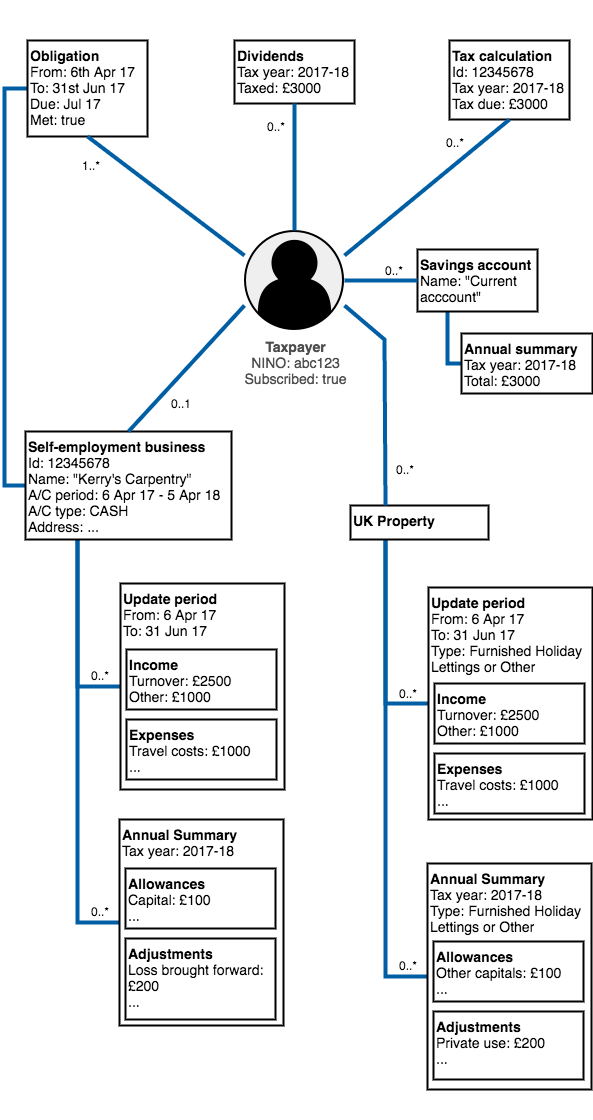 Obligation
From: 6th Apr 17
To: 31st Jun 17
Due: Jul 17
Met: true
Dividends
Tax year: 2017-18
Taxed: £3000
Tax calculation
Id: 12345678
Tax year: 2017-18
Tax due: £3000
1..*
0..*
0..*
0..*
Savings account
Name: "Current
acccount"
Annual summary
Tax year: 2017-18
Total: £3000
Taxpayer
NINO: abc123
Subscribed: true
0..1
0..*
Self-employment business
Id: 12345678
Name: "Kerry's Carpentry"
A/C period: 6 Apr 17 - 5 Apr 18
A/C type: CASH
Address: ...
UK Property
0..*
Update period
From: 6 Apr 17
To: 31 Jun 17
Income
Turnover: £2500
Other: £1000
Expenses
Travel costs: £1000
...
0..*
Annual Summary
Tax year: 2017-18
Allowances
Capital: £100
...
Adjustments
Loss brought forward:
£200
...
0..*
Update period
From: 6 Apr 17
To: 31 Jun 17
Type: Furnished Holiday
Lettings or Other
Income
Turnover: £2500
Other: £1000
Expenses
Travel costs: £1000
...
0..*
Annual Summary
Tax year: 2017-18
Type: Furnished Holiday
Lettings or Other
Allowances
Other capitals: £100
...
Adjustments
Private use: £200
...